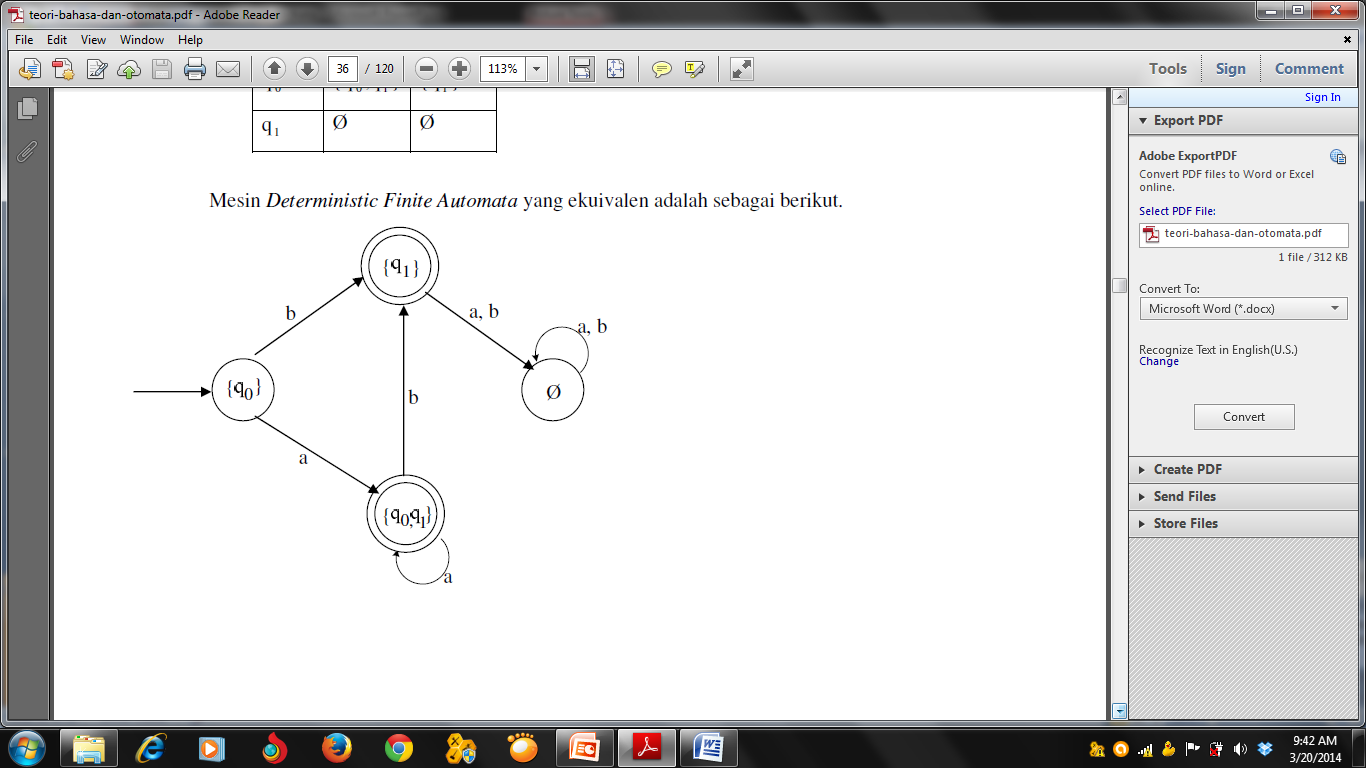 teori-bahasa-dan-otomata.pdf - Adobe Reader
File Edit View Window Help
36 / 120 113% Tools Sign Comment
Sign In
q1 Ø Ø
Mesin Deterministic Finite Automata yang ekuivalen adalah sebagai berikut.
{q1}
b
a, b
a, b
{q0}
Ø
b
a
{q0,q1}
a
Export PDF
Adobe ExportPDF
Convert PDF files to Word or Excel
online.
Select PDF File:
teori-bahasa-dan-otomata.pdf
1 file / 312 KB
Convert To:
Microsoft Word (*.docx)
Recognize Text in English(U.S.)
Change
Convert
Create PDF
Send Files
Store Files
9:42 AM
3/20/2014